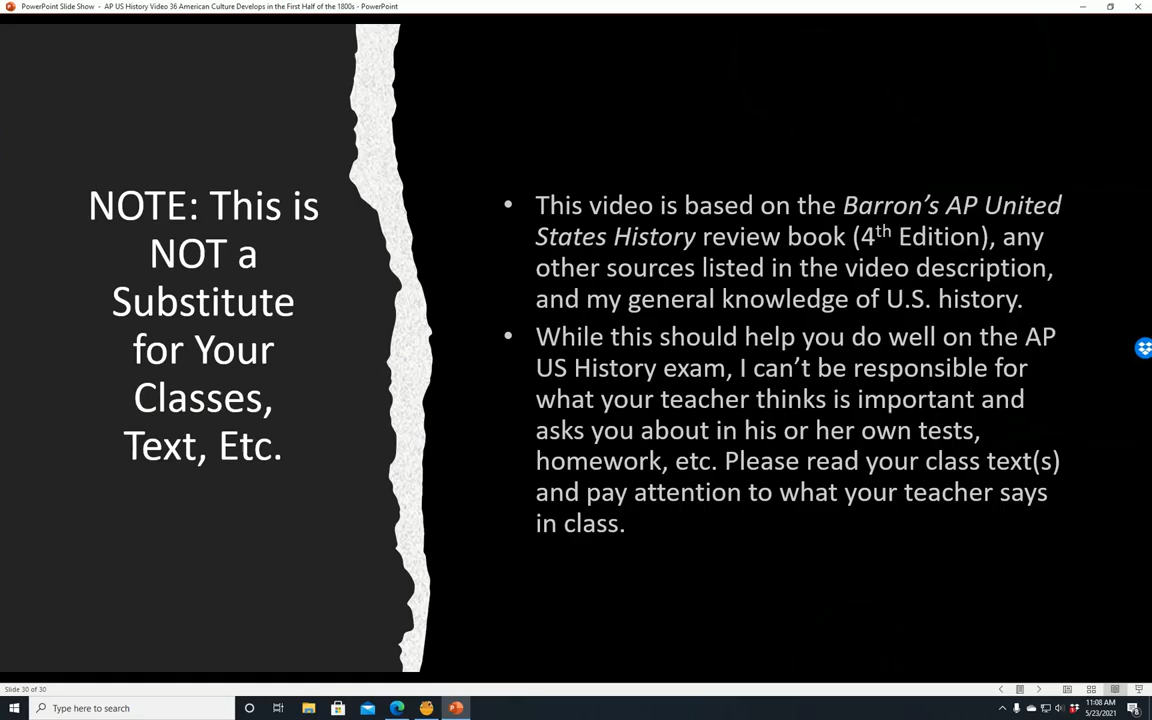 PowerPoint Slide Show - AP US History Video 36 American Culture Develops in the First Half of the 1800s - PowerPoint
NOTE: This is
NOT a
Substitute
for Your
Classes,
Text, Etc.
• This video is based on the Barron's AP United
States History review book (4th Edition), any
other sources listed in the video description,
and my general knowledge of U.S. history.
• While this should help you do well on the AP
US History exam, I can't be responsible for
what your teacher thinks is important and
asks you about in his or her own tests,
homework, etc. Please read your class text(s)
and pay attention to what your teacher says
in class.
Slide 30 of 30
Type here to search
11:08 AM
5/23/2021
8